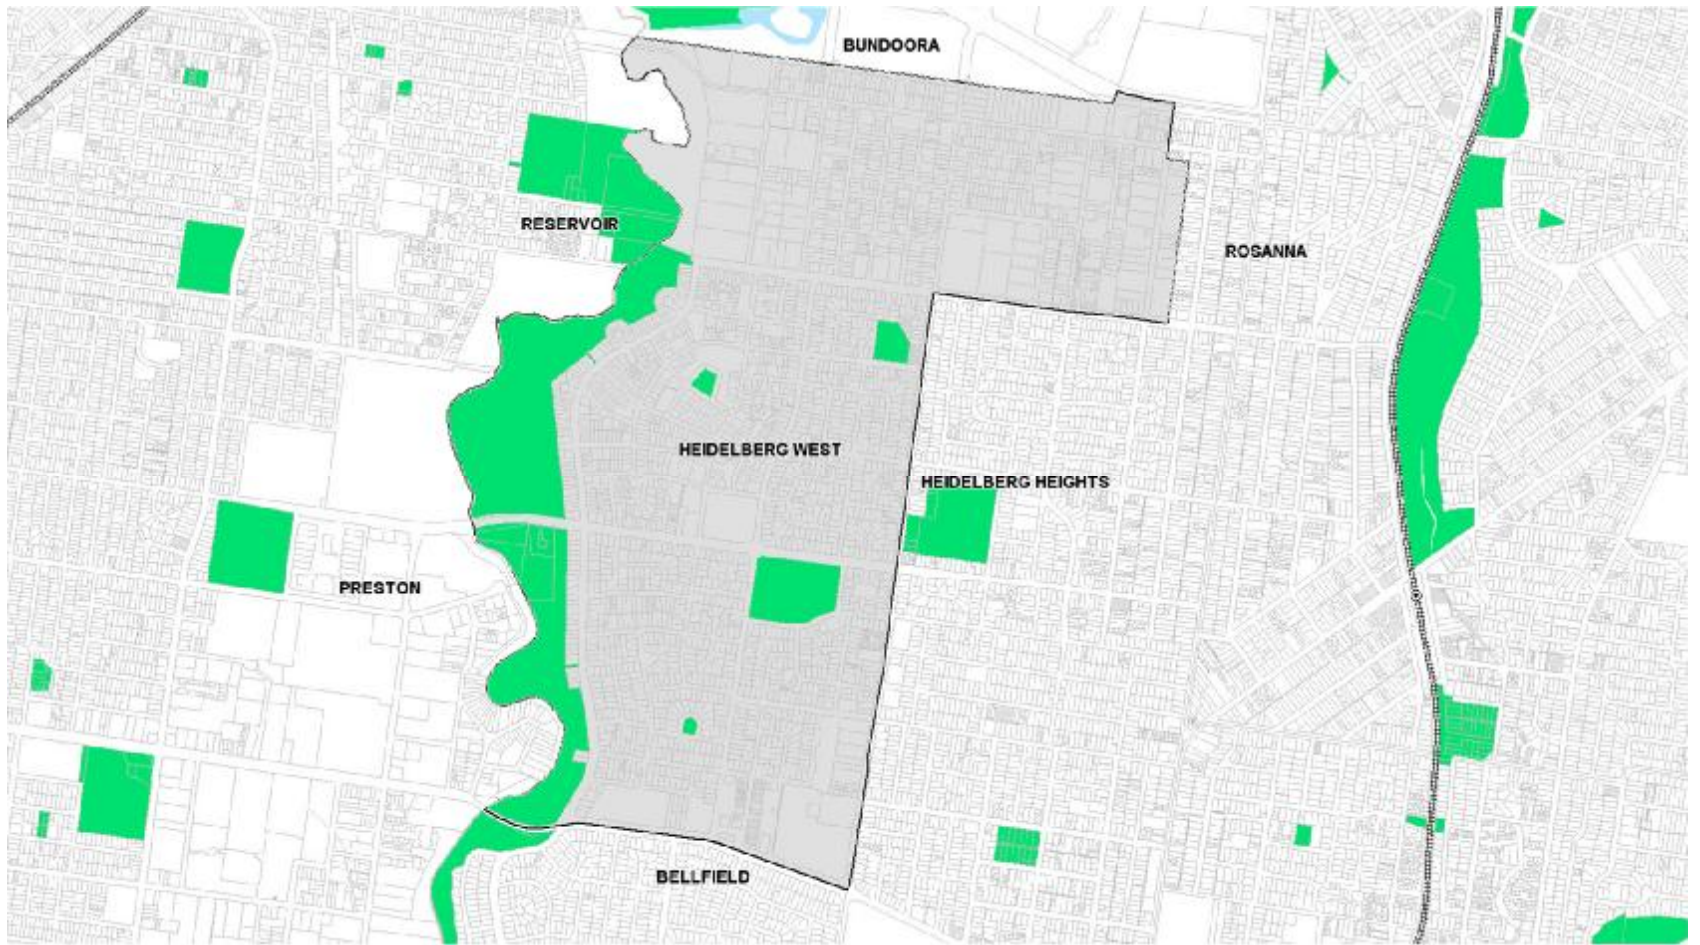 BUNDOORA
RESERVOIR
ROSANNA
HEIDELBERG WEST
HEIDELBERG HEIGHTS
PRESTON
BELLFIELD